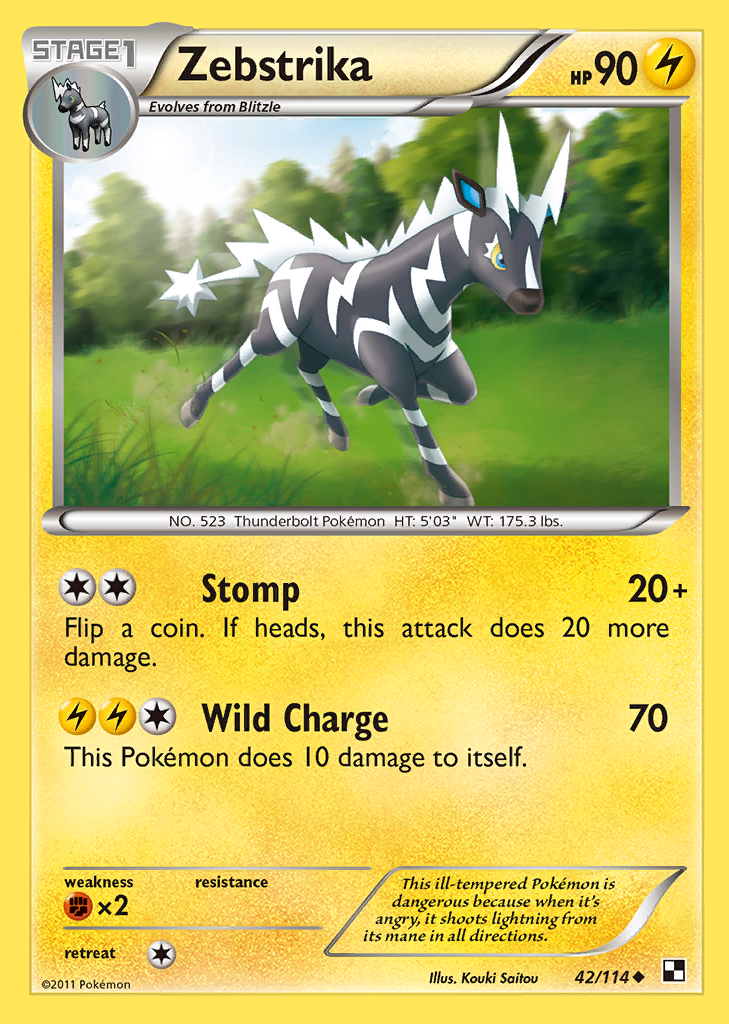 STAGE1
Zebstrika
HP 90
Evolves from Blitzle
NO. 523 Thunderbolt Pokémon HT: 5'03" WT: 175.3 lbs.
Stomp 20+
Flip a coin. If heads, this attack does 20 more
damage.
Wild Charge 70
This Pokémon does 10 damage to itself.
weakness resistance
×2
retreat
This ill-tempered Pokémon is
dangerous because when it's
angry, it shoots lightning from
its mane in all directions.
©2011 Pokémon
Illus. Kouki Saitou 42/114